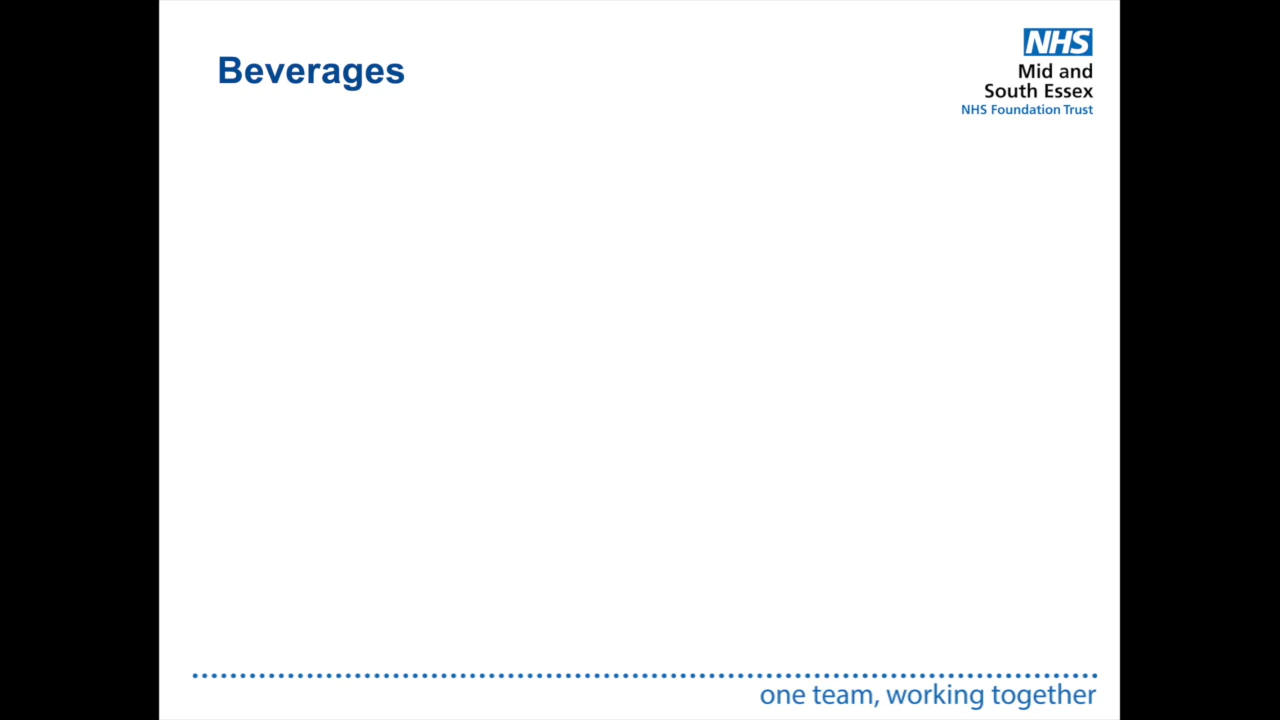 Beverages
NHS
Mid and
South Essex
NHS Foundation Trust
one team, working together